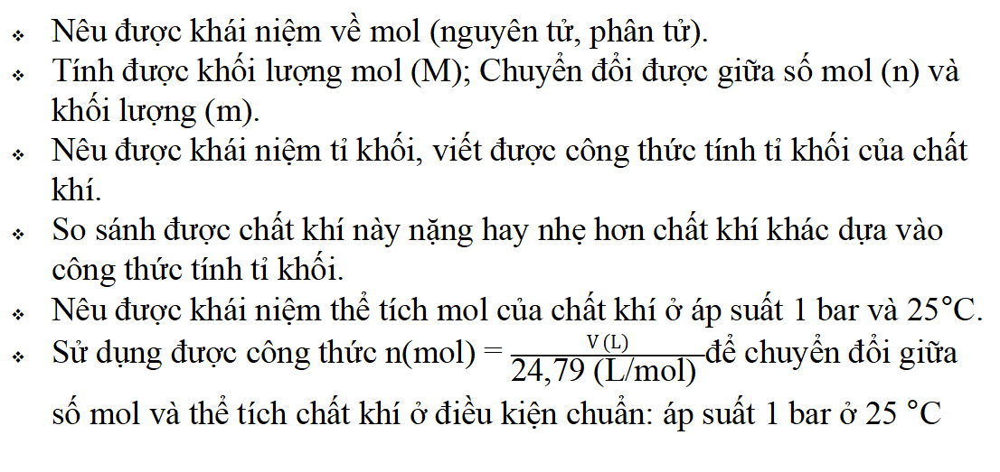 ❖ Nêu được khái niệm về mol (nguyên tử, phân tử).
❖ Tính được khối lượng mol (M); Chuyển đổi được giữa số mol (n) và
khối lượng (m).
❖ Nêu được khái niệm tỉ khối, viết được công thức tính tỉ khối của chất
khí.
❖ So sánh được chất khí này nặng hay nhẹ hơn chất khí khác dựa vào
công thức tính tỉ khối.
❖ Nêu được khái niệm thể tích mol của chất khí ở áp suất 1 bar và 25°C.
❖ Sử dụng được công thức n(mol) = V (L) / 24,79 (L/mol) để chuyển đổi giữa
số mol và thể tích chất khí ở điều kiện chuẩn: áp suất 1 bar ở 25 °C